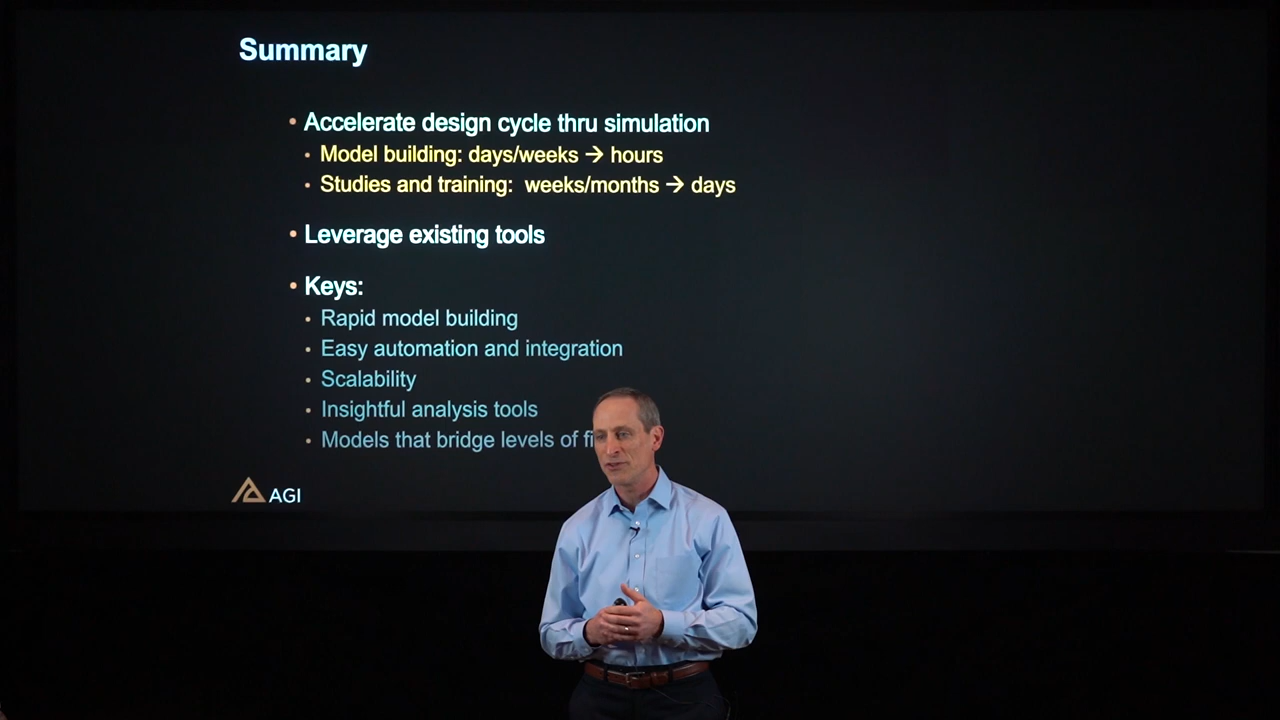 Summary
• Accelerate design cycle thru simulation
• Model building: days/weeks → hours
• Studies and training: weeks/months → days
• Leverage existing tools
• Keys:
• Rapid model building
• Easy automation and integration
• Scalability
• Insightful analysis tools
• Models that bridge levels of
AGI